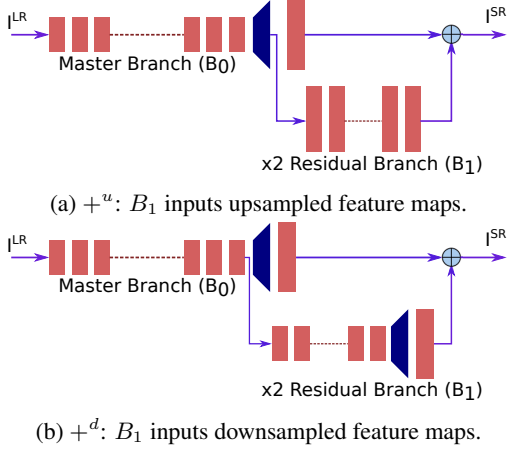 I^LR I^SR
Master Branch (B₀)
x2 Residual Branch (B₁)
(a) +^u: B₁ inputs upsampled feature maps.
I^LR I^SR
Master Branch (B₀)
x2 Residual Branch (B₁)
(b) +^d: B₁ inputs downsampled feature maps.